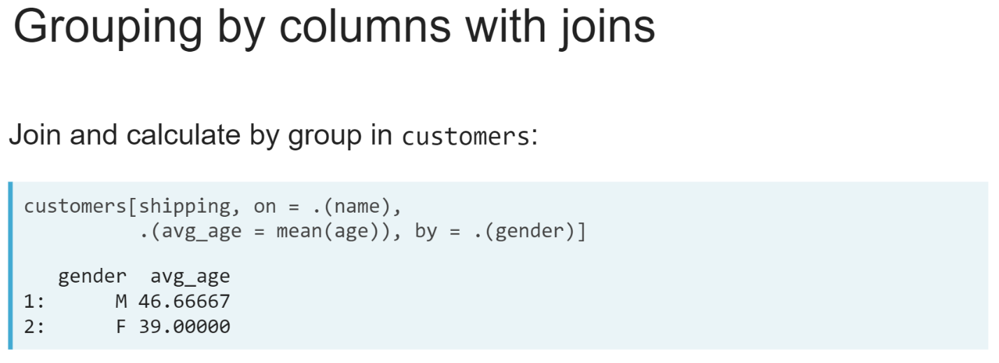 Grouping by columns with joins
Join and calculate by group in customers:
customers[shipping, on = .(name),
          .(avg_age = mean(age)), by = .(gender)]
   gender  avg_age
1:      M 46.66667
2:      F 39.00000